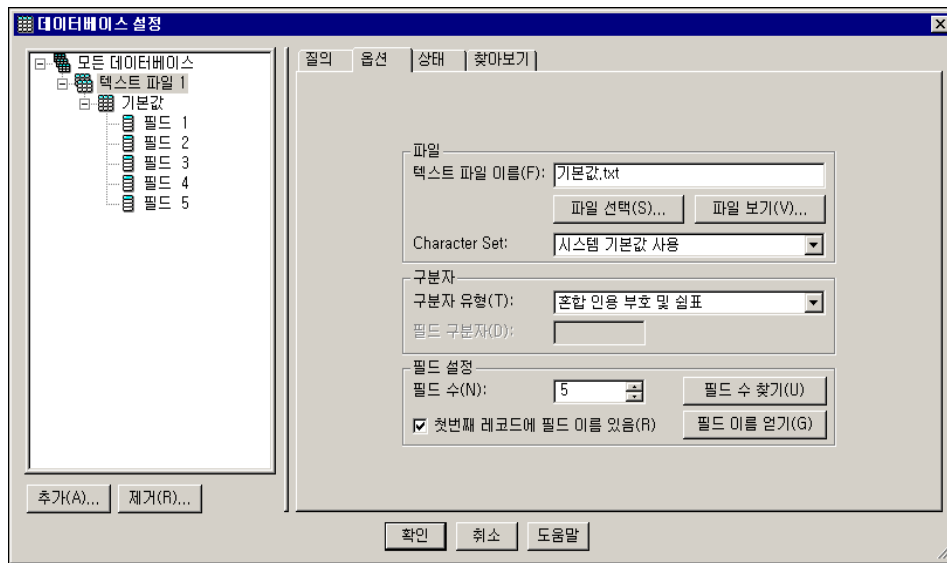 데이터베이스 설정
모든 데이터베이스
텍스트 파일 1
기본값
필드 1
필드 2
필드 3
필드 4
필드 5
추가(A)... 제거(R)...
질의 옵션 상태 찾아보기
파일
텍스트 파일 이름(F): 기본값.txt
파일 선택(S)... 파일 보기(V)...
Character Set: 시스템 기본값 사용
구분자
구분자 유형(T): 혼합 인용 부호 및 쉼표
필드 구분자(D):
필드 설정
필드 수(N): 5 필드 수 찾기(U)
첫번째 레코드에 필드 이름 있음(R) 필드 이름 얻기(G)
확인 취소 도움말